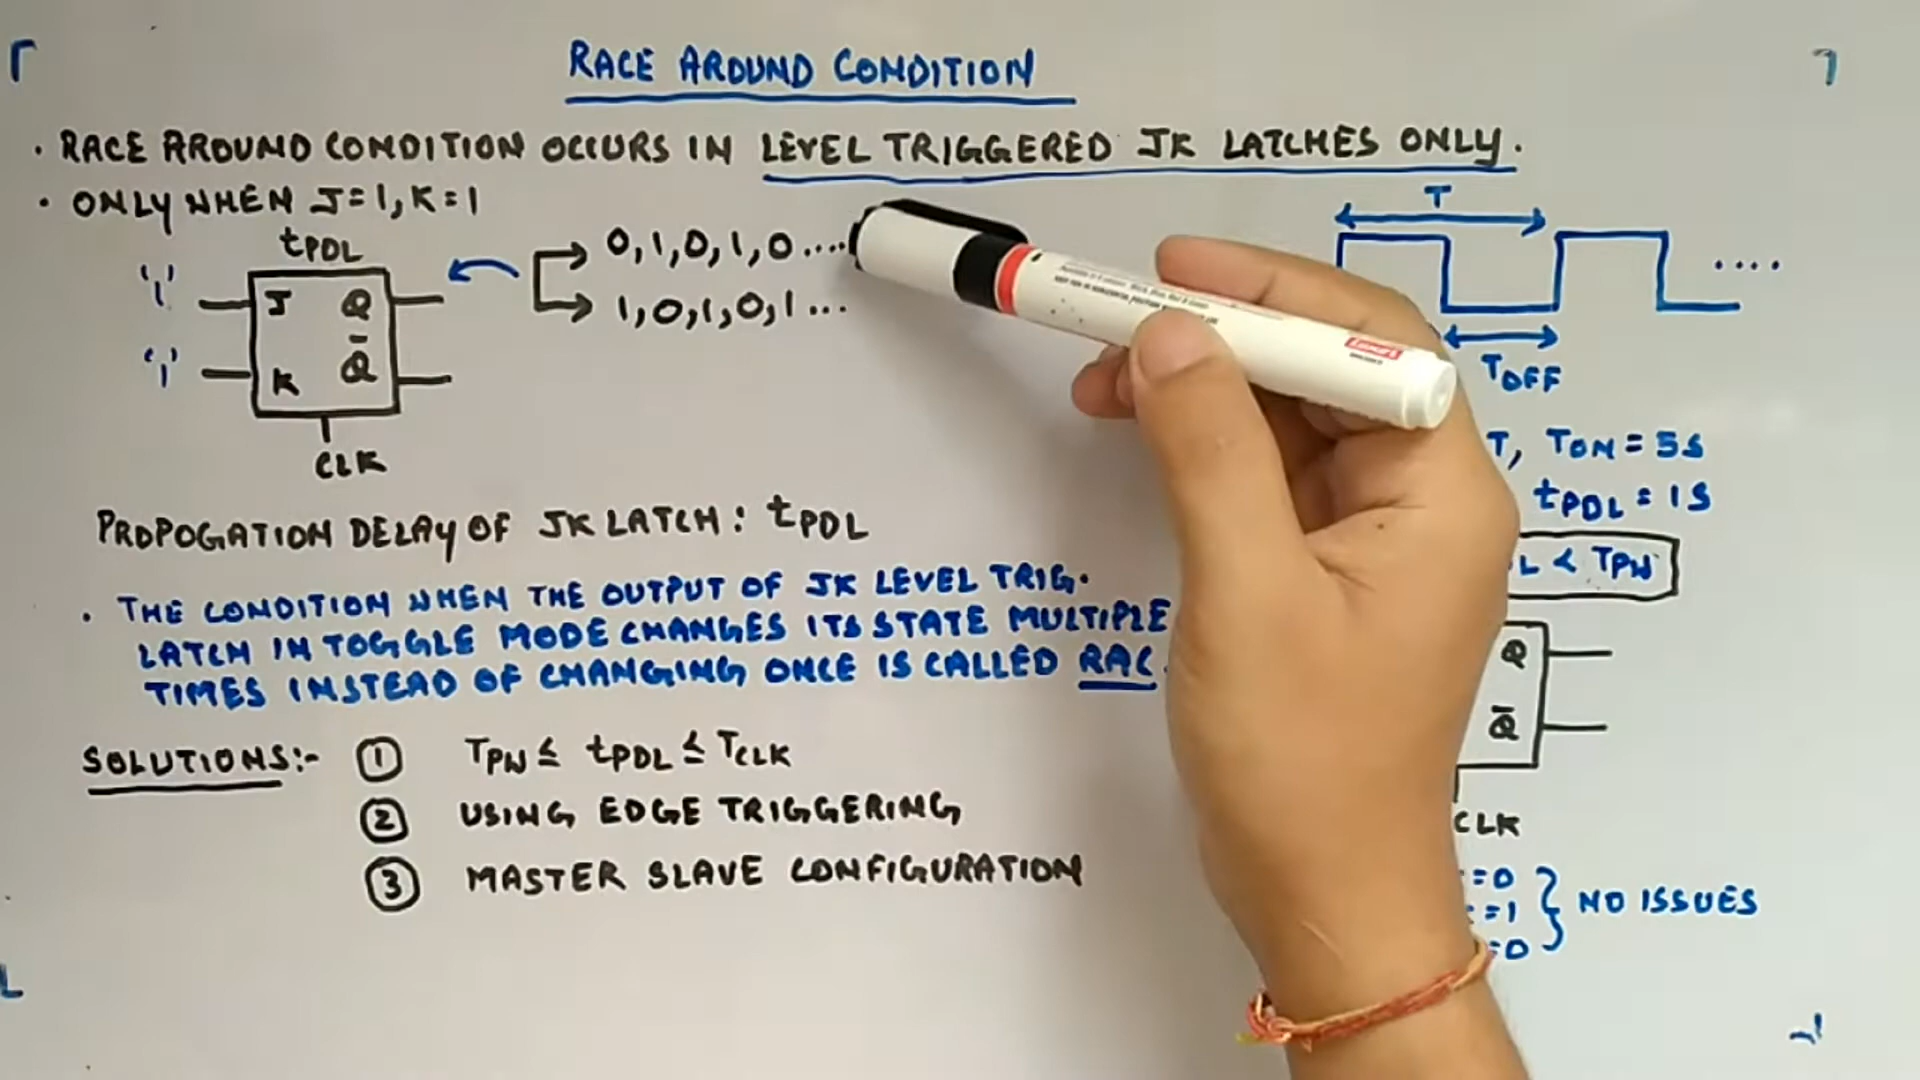 RACE AROUND CONDITION
• RACE AROUND CONDITION OCCURS IN LEVEL TRIGGERED JK LATCHES ONLY.
• ONLY WHEN J=1, K=1
tPDL
'1' J Q
'1' K Q̄
CLK
0,1,0,1,0....
1,0,1,0,1...
T
....
TOFF
T, TON = 5S
tPDL = 1S
L < TPW
PROPOGATION DELAY OF JK LATCH: tPDL
• THE CONDITION WHEN THE OUTPUT OF JK LEVEL TRIG.
LATCH IN TOGGLE MODE CHANGES ITS STATE MULTIPLE
TIMES INSTEAD OF CHANGING ONCE IS CALLED RAC.
SOLUTIONS:- ① TPW ≤ tPDL ≤ TCLK
② USING EDGE TRIGGERING
③ MASTER SLAVE CONFIGURATION
Q
Q̄
CLK
=0
=1
=0
NO ISSUES